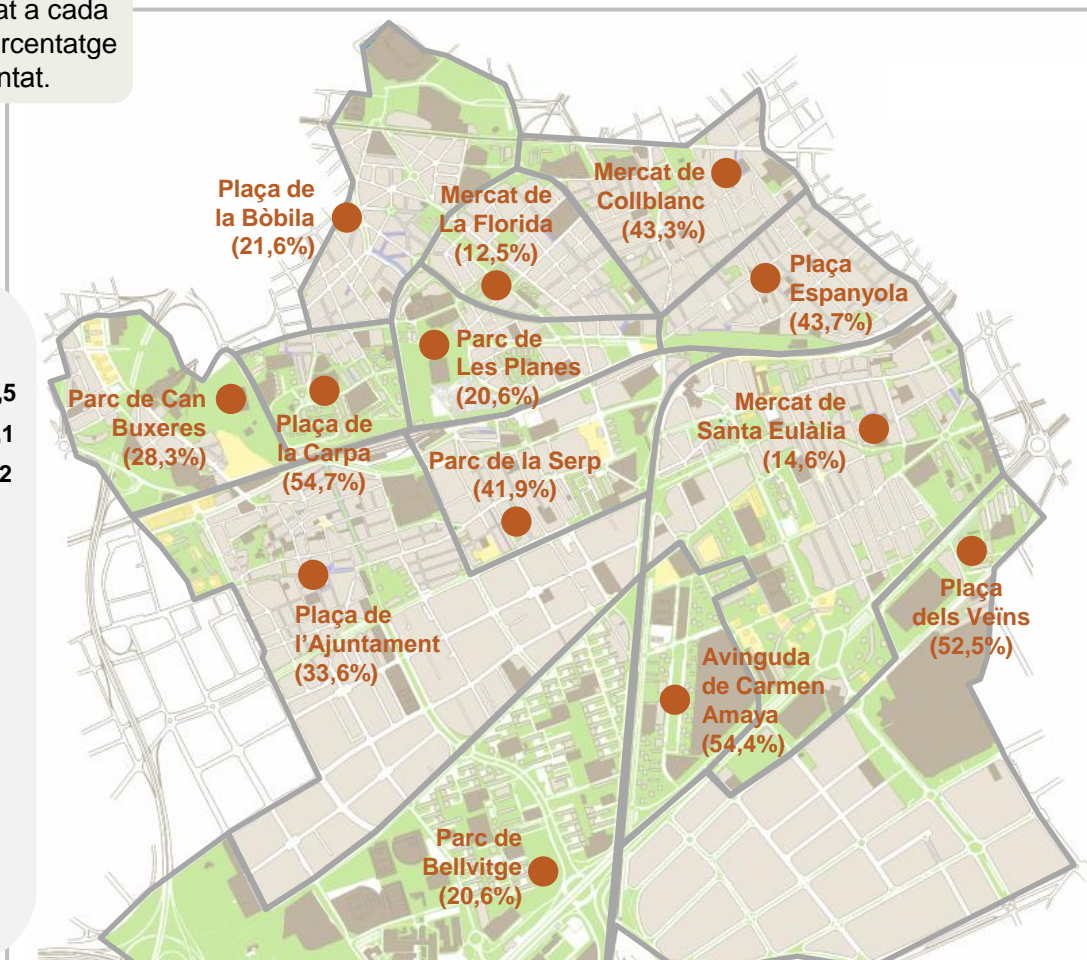 at a cada
ercentatge
ntat.
,5
,1
2
Plaça de
la Bòbila
(21,6%)
Mercat de
La Florida
(12,5%)
Mercat de
Collblanc
(43,3%)
Plaça
Espanyola
(43,7%)
Parc de
Les Planes
(20,6%)
Parc de Can
Buxeres
(28,3%)
Plaça de
la Carpa
(54,7%)
Parc de la Serp
(41,9%)
Mercat de
Santa Eulàlia
(14,6%)
Plaça de
l'Ajuntament
(33,6%)
Plaça
dels Veïns
(52,5%)
Avinguda
de Carmen
Amaya
(54,4%)
Parc de
Bellvitge
(20,6%)